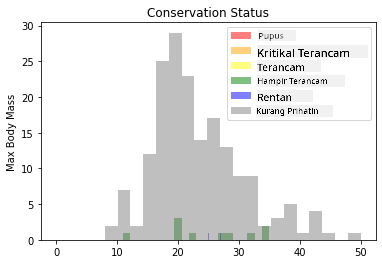 Conservation Status
Max Body Mass
30
25
20
15
10
5
0
Pupus
Kritikal Terancam
Terancam
Hampir Terancam
Rentan
Kurang Prihatin
0 10 20 30 40 50